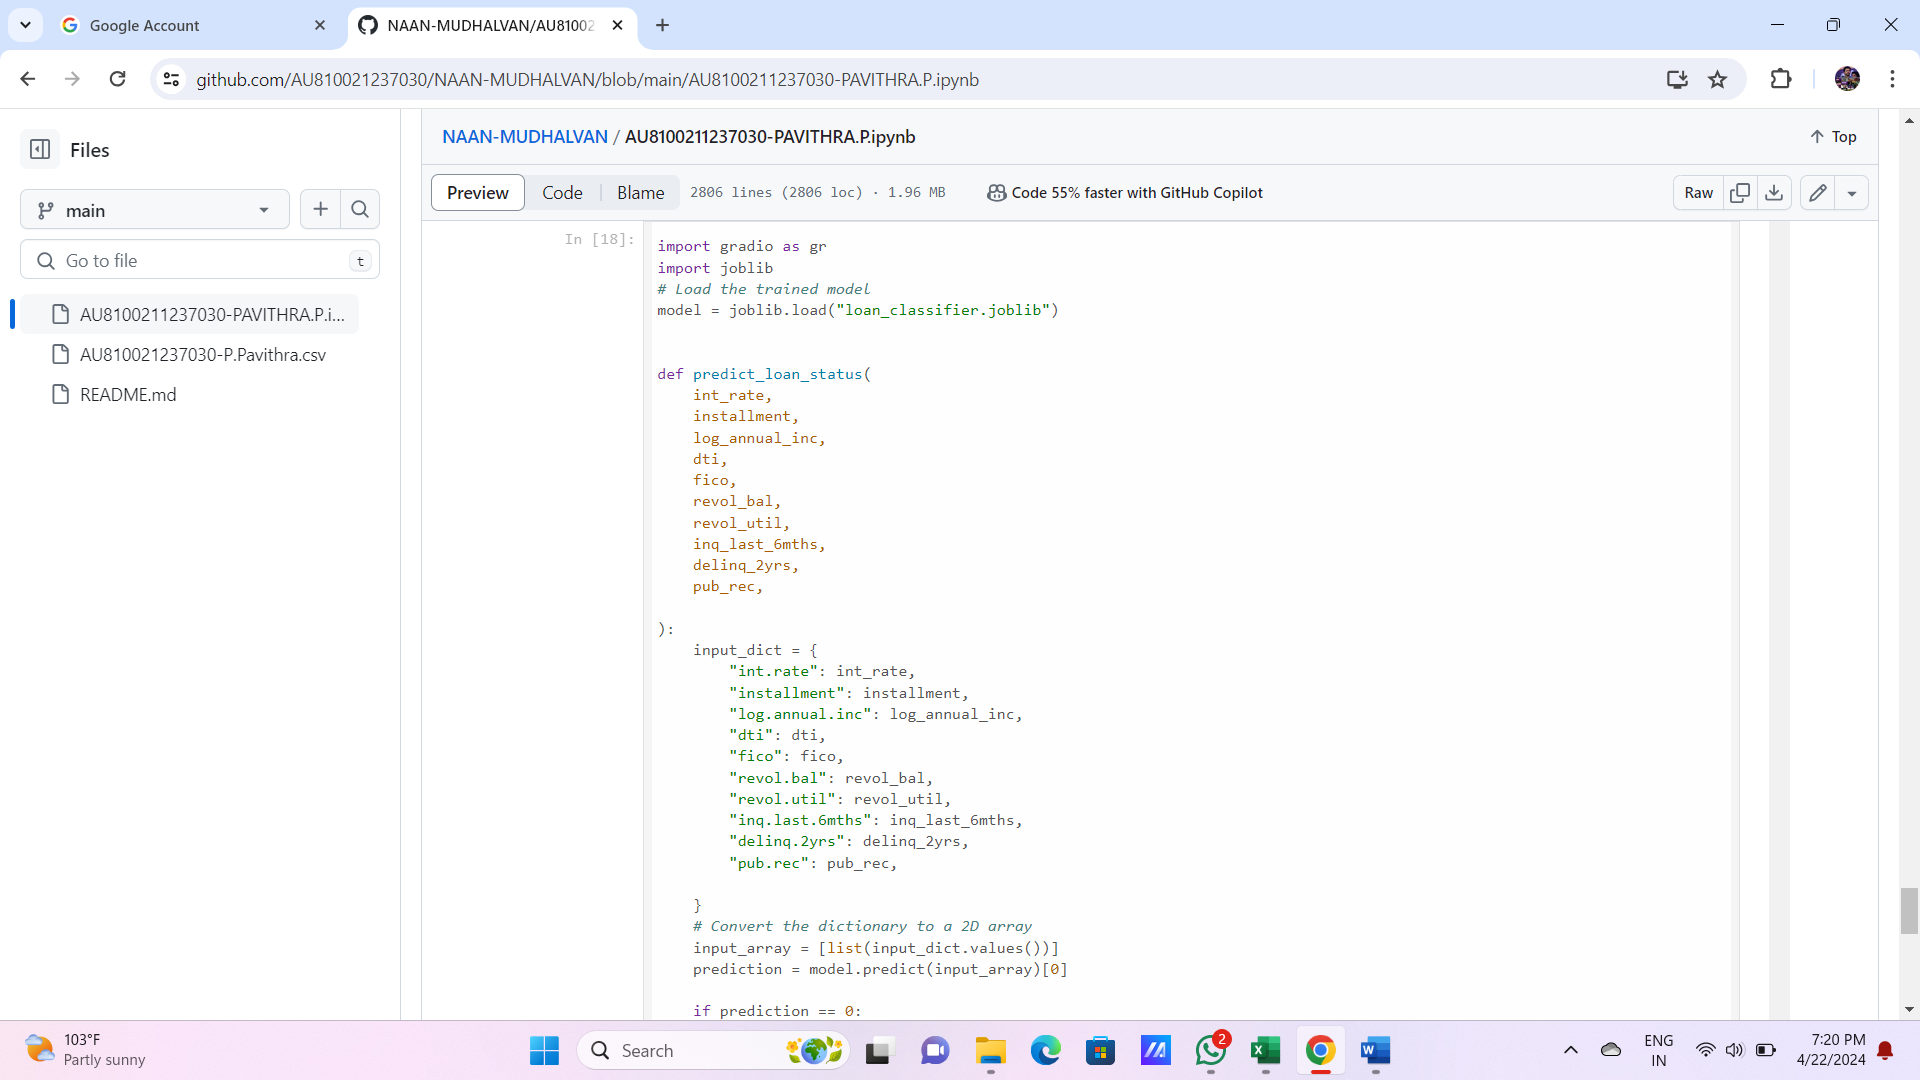 Google Account
NAAN-MUDHALVAN/AU81002
github.com/AU810021237030/NAAN-MUDHALVAN/blob/main/AU8100211237030-PAVITHRA.P.ipynb
Files
main
Go to file
t
AU8100211237030-PAVITHRA.P.i...
AU810021237030-P.Pavithra.csv
README.md
NAAN-MUDHALVAN / AU8100211237030-PAVITHRA.P.ipynb
Top
Preview
Code
Blame
2806 lines (2806 loc) · 1.96 MB
Code 55% faster with GitHub Copilot
Raw
In [18]:
import gradio as gr
import joblib
# Load the trained model
model = joblib.load("loan_classifier.joblib")
def predict_loan_status(
    int_rate,
    installment,
    log_annual_inc,
    dti,
    fico,
    revol_bal,
    revol_util,
    inq_last_6mths,
    delinq_2yrs,
    pub_rec,
):
    input_dict = {
        "int.rate": int_rate,
        "installment": installment,
        "log.annual.inc": log_annual_inc,
        "dti": dti,
        "fico": fico,
        "revol.bal": revol_bal,
        "revol.util": revol_util,
        "inq.last.6mths": inq_last_6mths,
        "delinq.2yrs": delinq_2yrs,
        "pub.rec": pub_rec,
    }
    # Convert the dictionary to a 2D array
    input_array = [list(input_dict.values())]
    prediction = model.predict(input_array)[0]
    if prediction == 0:
103°F
Partly sunny
Search
2
ENG
IN
7:20 PM
4/22/2024